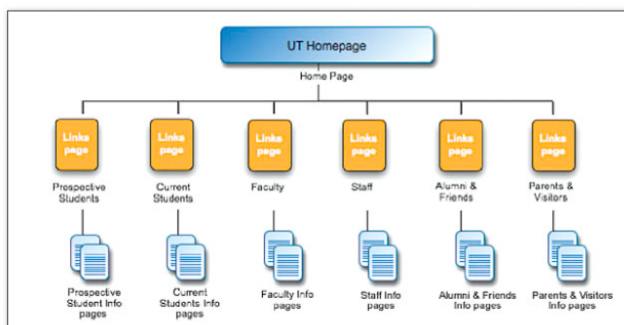 UT Homepage
Home Page
Links
page
Links
page
Links
page
Links
page
Links
page
Links
page
Prospective
Students
Current
Students
Faculty
Staff
Alumni &
Friends
Parents &
Visitors
Prospective
Student Info
pages
Current
Students Info
pages
Faculty Info
pages
Staff Info
pages
Alumni & Friends
Info pages
Parents & Visitors
Info pages